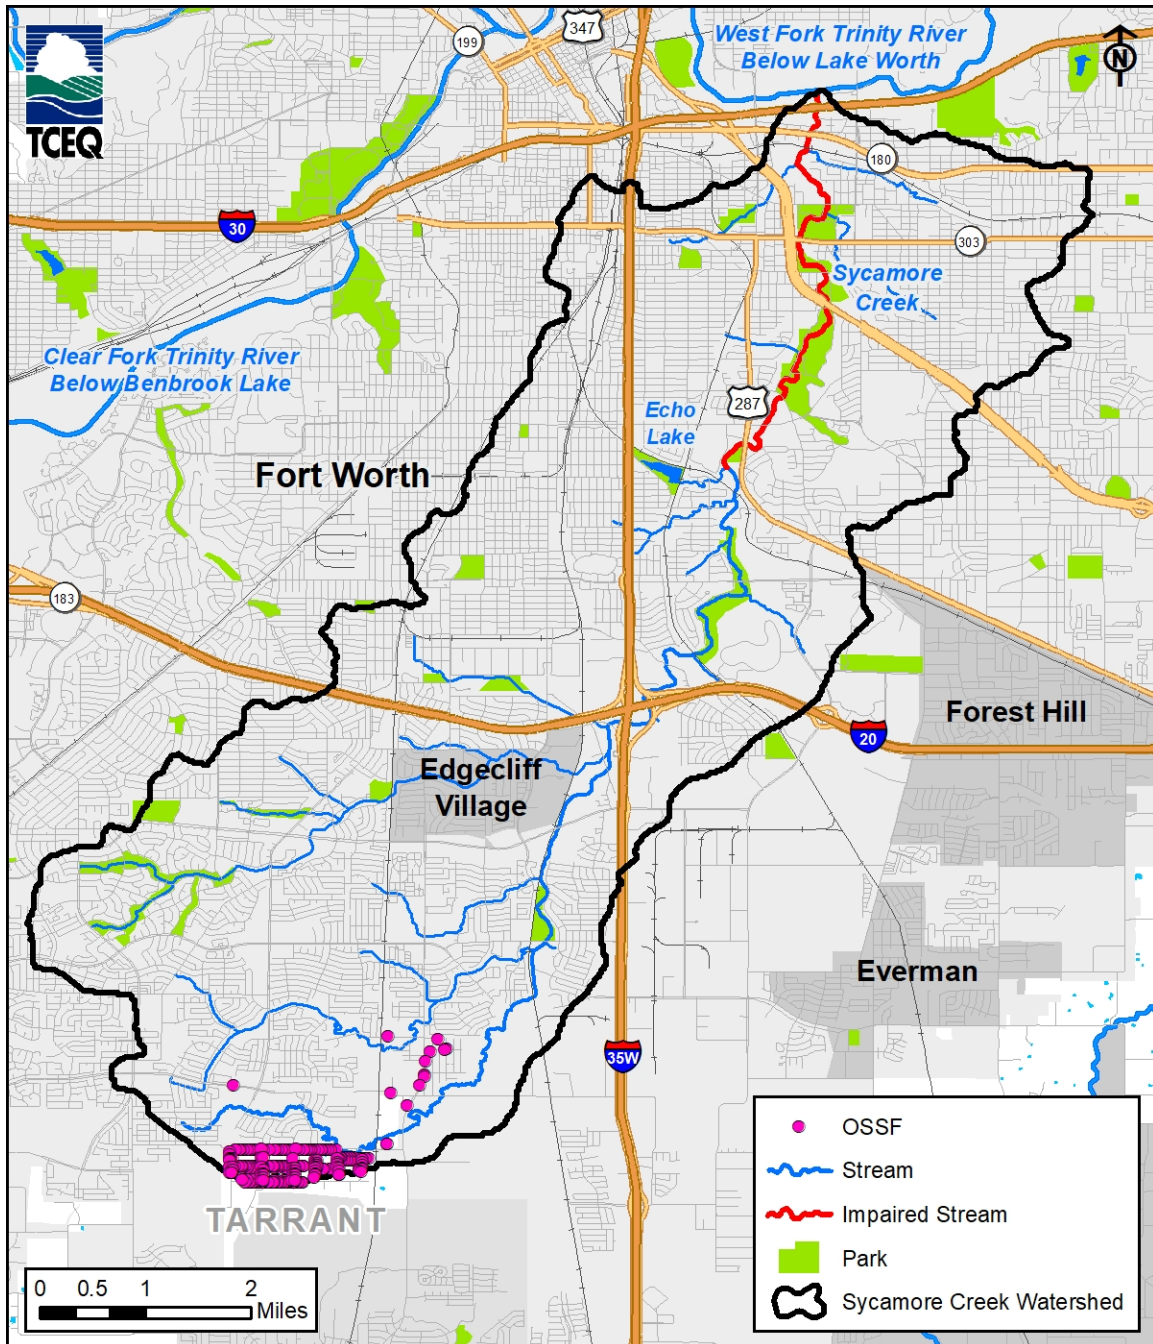 TCEQ
347
199
West Fork Trinity River
Below Lake Worth
N
180
30
303
Sycamore
Creek
Clear Fork Trinity River
Below Benbrook Lake
287
Echo
Lake
Fort Worth
183
Forest Hill
20
Edgecliff
Village
Everman
35W
TARRANT
OSSF
Stream
Impaired Stream
Park
Sycamore Creek Watershed
0 0.5 1 2
Miles